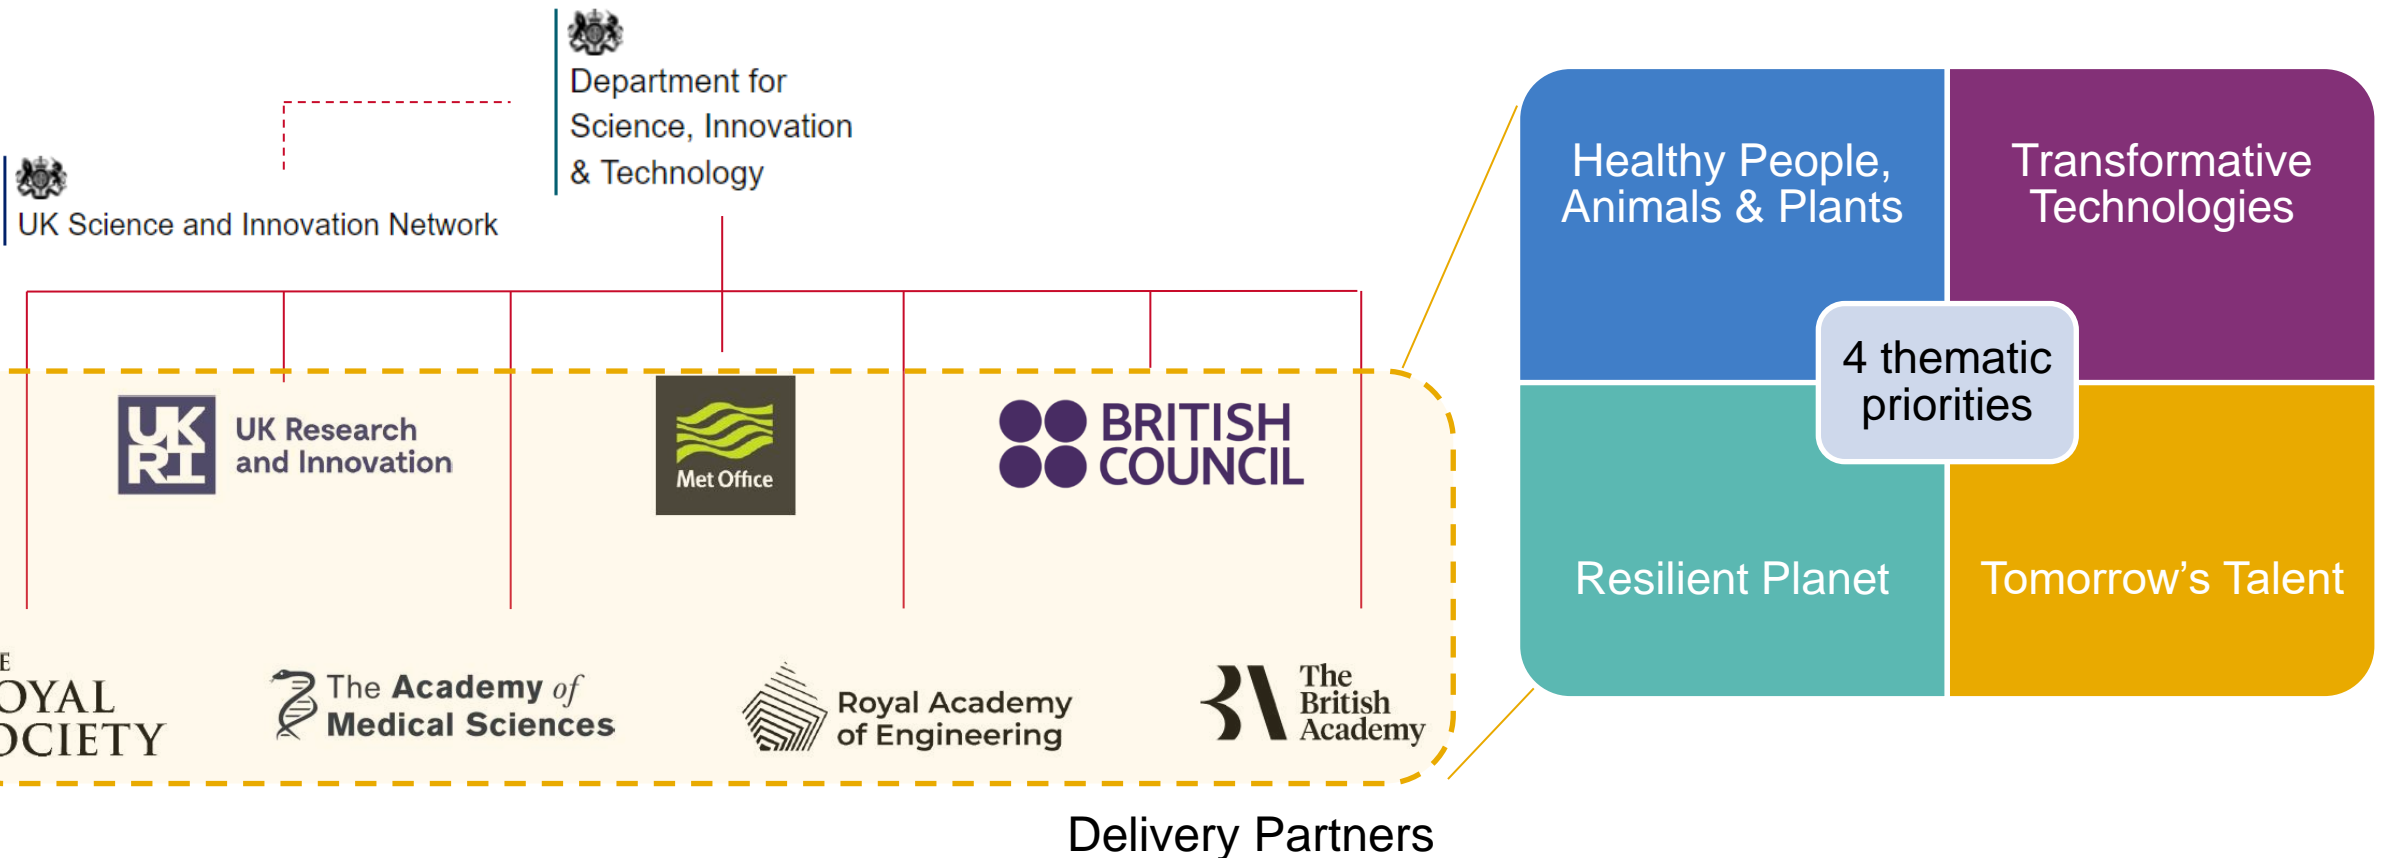 Department for
Science, Innovation
& Technology
UK Science and Innovation Network
UK
RI
UK Research
and Innovation
Met Office
BRITISH
COUNCIL
OYAL
OCIETY
The Academy of
Medical Sciences
Royal Academy
of Engineering
The
British
Academy
Delivery Partners
Healthy People,
Animals & Plants
Transformative
Technologies
4 thematic
priorities
Resilient Planet
Tomorrow’s Talent